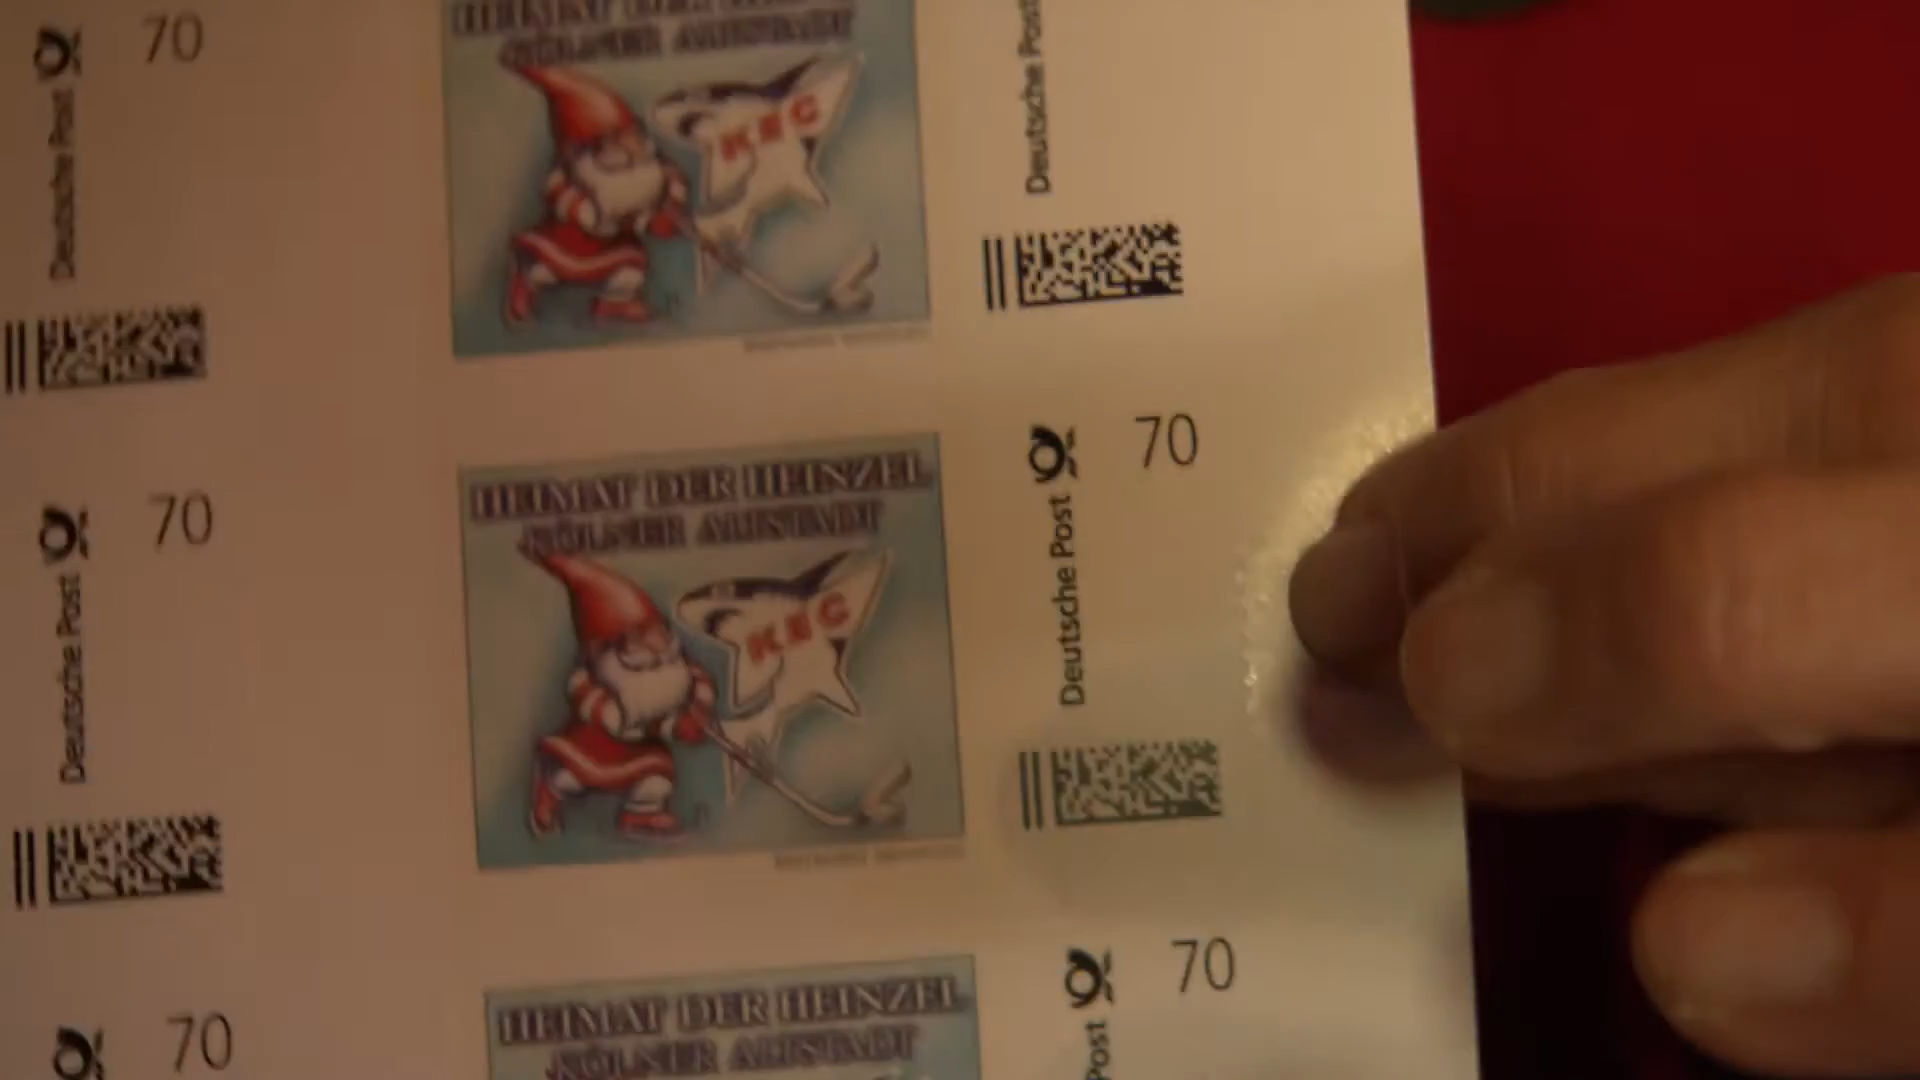 70
Deutsche Post
HEIMAT DER HEINZEL
KÖLNER ALTSTADT
KEC
Deutsche Post
70
Deutsche Post
HEIMAT DER HEINZEL
KÖLNER ALTSTADT
KEC
70
Deutsche Post
70
HEIMAT DER HEINZEL
KÖLNER ALTSTADT
70
Post